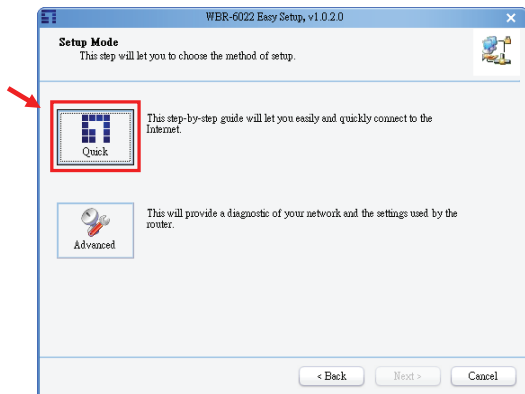 WBR-6022 Easy Setup, v1.0.2.0
Setup Mode
This step will let you to choose the method of setup.
This step-by-step guide will let you easily and quickly connect to the
Internet.
Quick
This will provide a diagnostic of your network and the settings used by the
router.
Advanced
< Back
Next >
Cancel